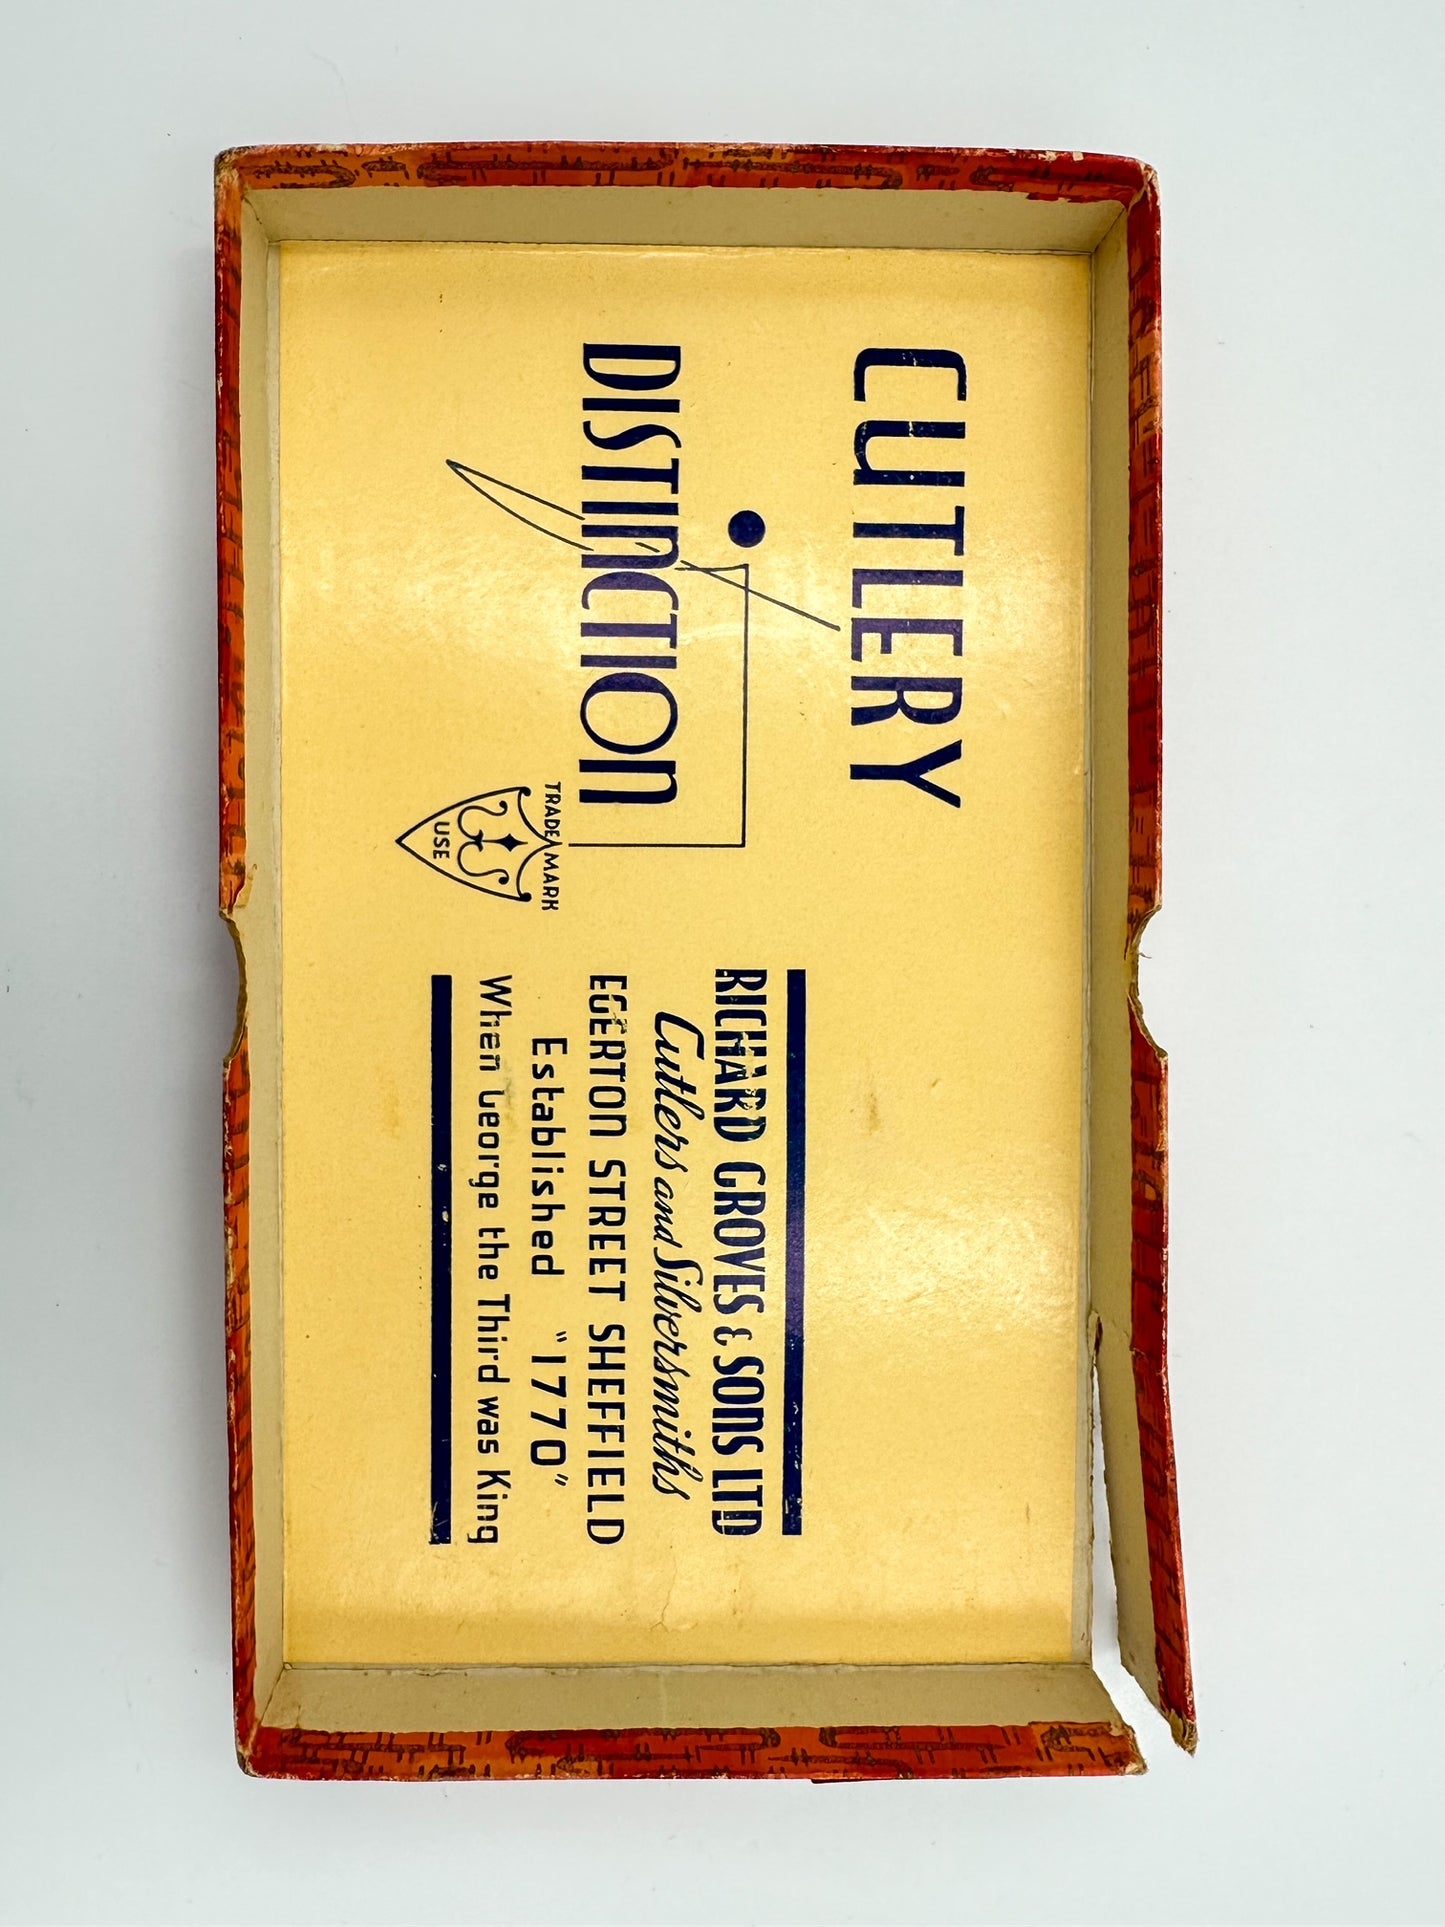 CUTLERY
of
DISTINCTION
TRADE MARK
USE
RICHARD GROVES & SONS LTD
Cutlers and Silversmiths
EGERTON STREET SHEFFIELD
Established "1770"
When George the Third was King